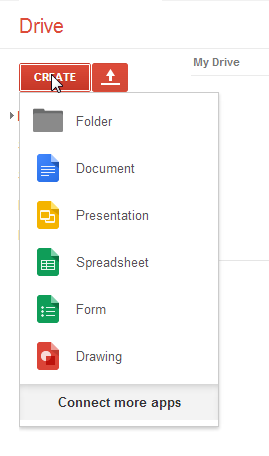 Drive
CREATE
My Drive
Folder
Document
Presentation
Spreadsheet
Form
Drawing
Connect more apps